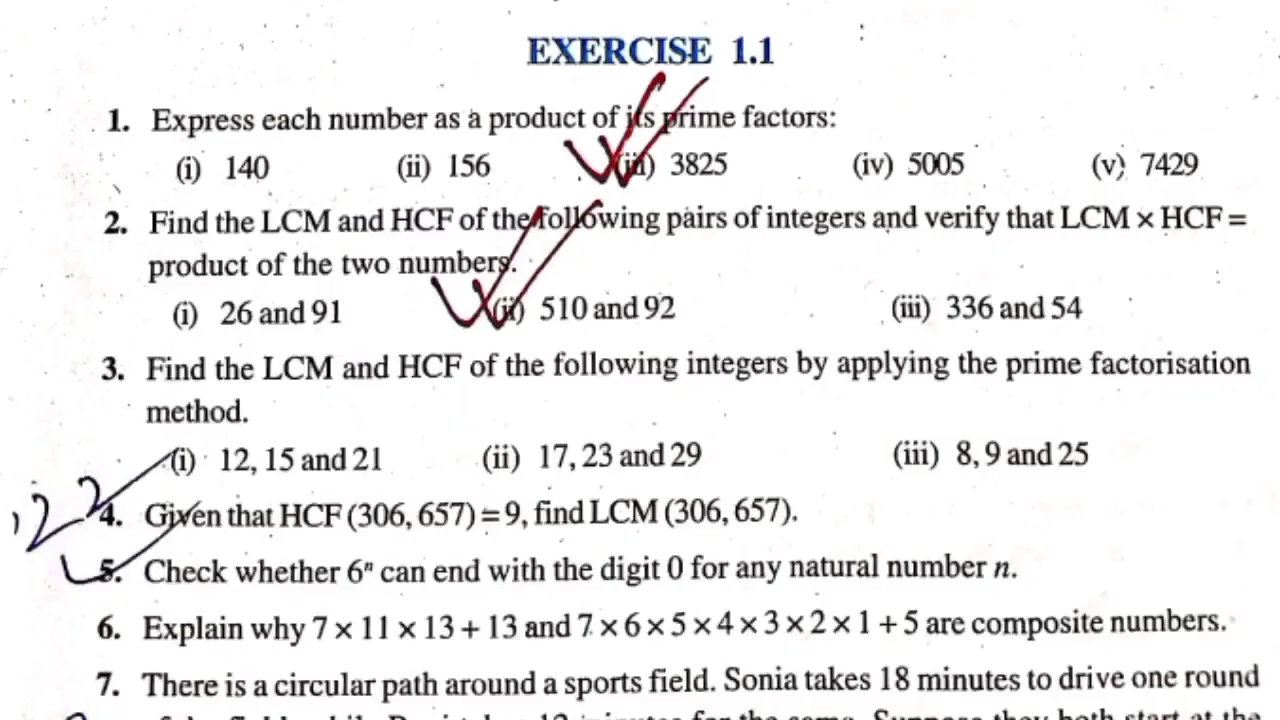 EXERCISE 1.1
1. Express each number as a product of its prime factors:
(i) 140 (ii) 156 (iii) 3825 (iv) 5005 (v) 7429
2. Find the LCM and HCF of the following pairs of integers and verify that LCM × HCF =
product of the two numbers.
(i) 26 and 91 (ii) 510 and 92 (iii) 336 and 54
3. Find the LCM and HCF of the following integers by applying the prime factorisation
method.
(i) 12, 15 and 21 (ii) 17, 23 and 29 (iii) 8, 9 and 25
4. Given that HCF (306, 657) = 9, find LCM (306, 657).
5. Check whether 6ⁿ can end with the digit 0 for any natural number n.
6. Explain why 7 × 11 × 13 + 13 and 7 × 6 × 5 × 4 × 3 × 2 × 1 + 5 are composite numbers.
7. There is a circular path around a sports field. Sonia takes 18 minutes to drive one round